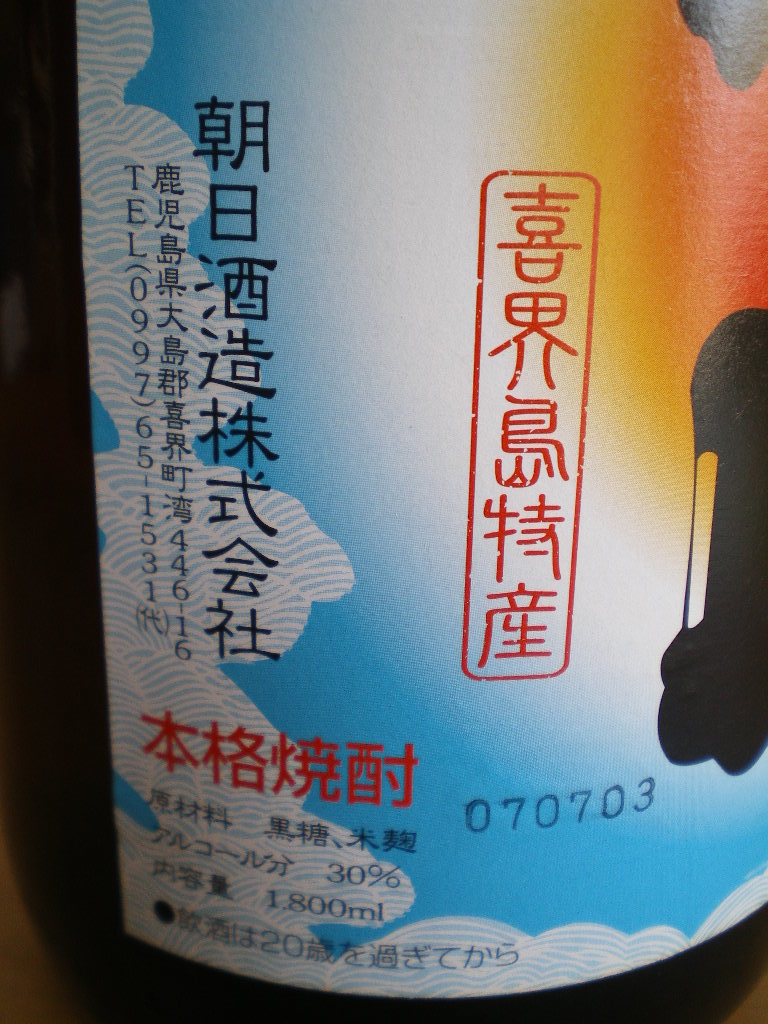 喜界島特産
朝日酒造株式会社
鹿児島県大島郡喜界町湾446-16
TEL(0997)65-1531(代)
本格焼酎
070703
原材料 黒糖、米麹
アルコール分 30%
内容量 1.800ml
●飲酒は20歳を過ぎてから